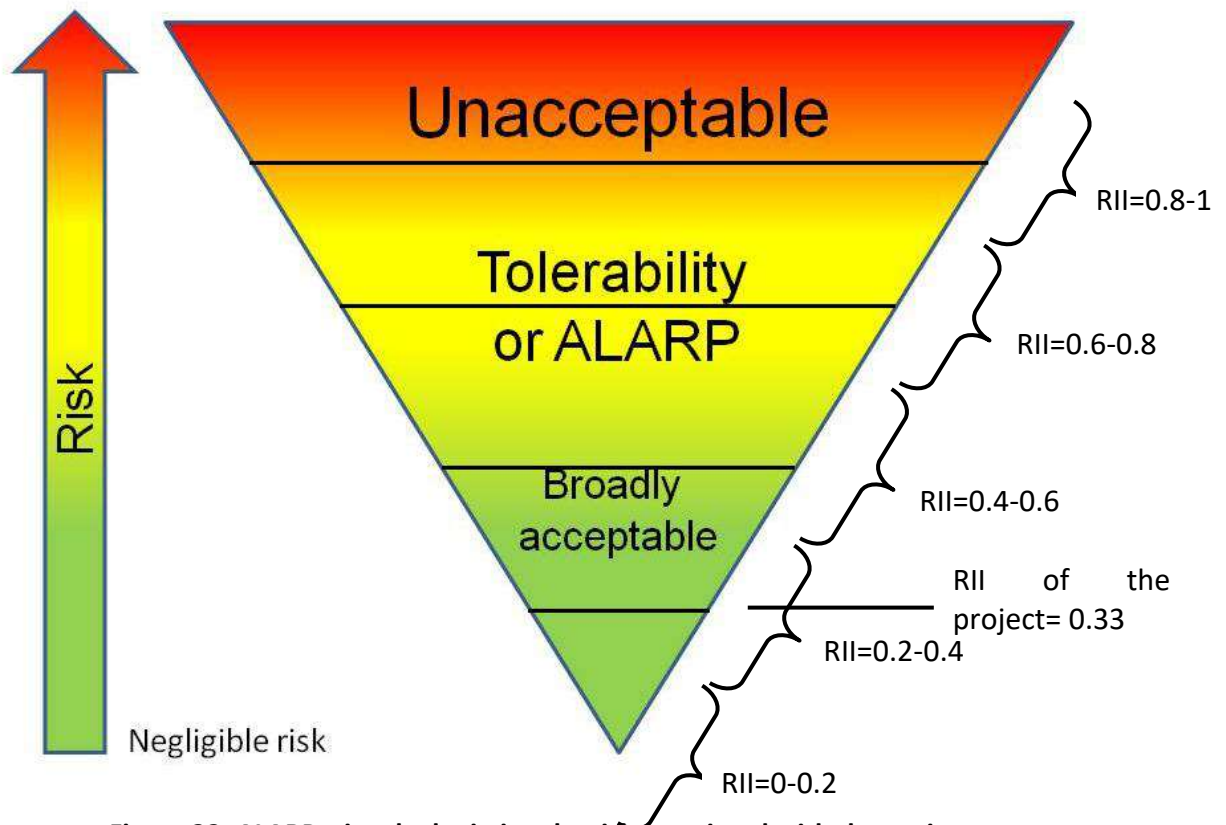 Unacceptable
RII=0.8-1
Tolerability
or ALARP
RII=0.6-0.8
Risk
Broadly
acceptable
RII=0.4-0.6
RII of the
project= 0.33
RII=0.2-0.4
Negligible risk
RII=0-0.2